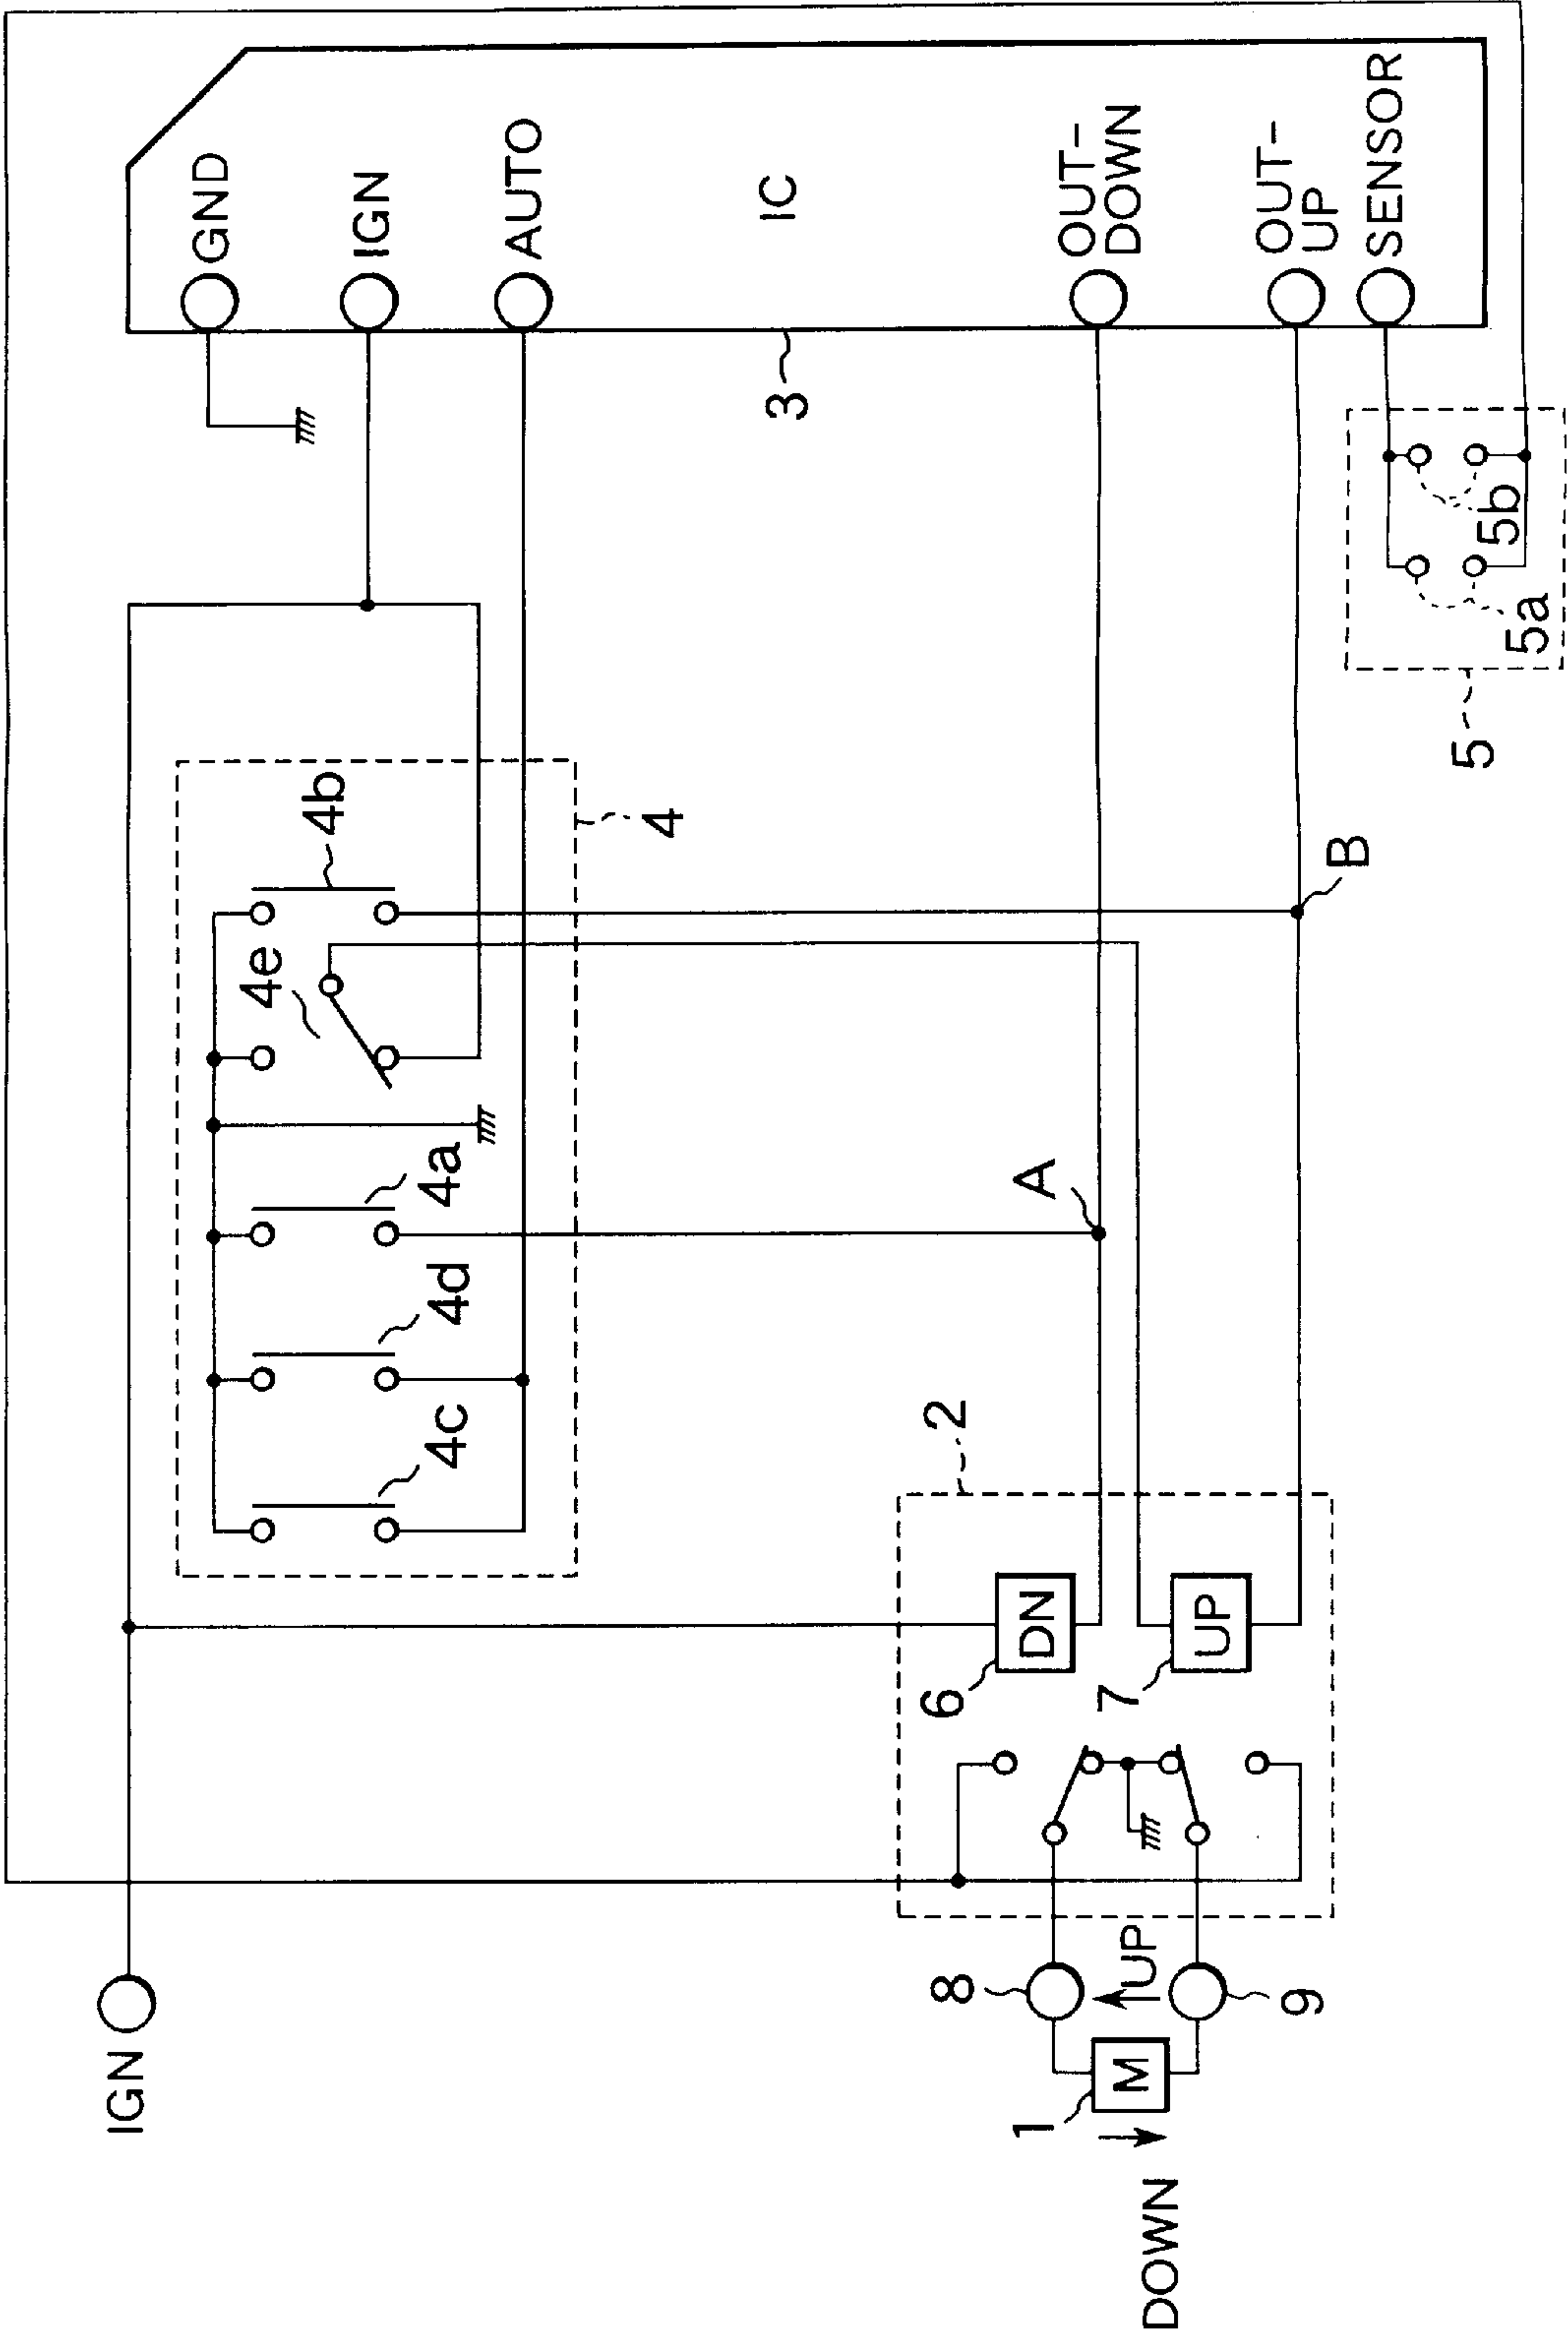 GND
IGN
AUTO
IC
OUT-
DOWN
OUT-
UP
SENSOR
3
5b
5a
5
4b
4
4e
B
4a
A
4d
4c
2
DN
6
UP
7
IGN
8
UP
9
M
1
DOWN